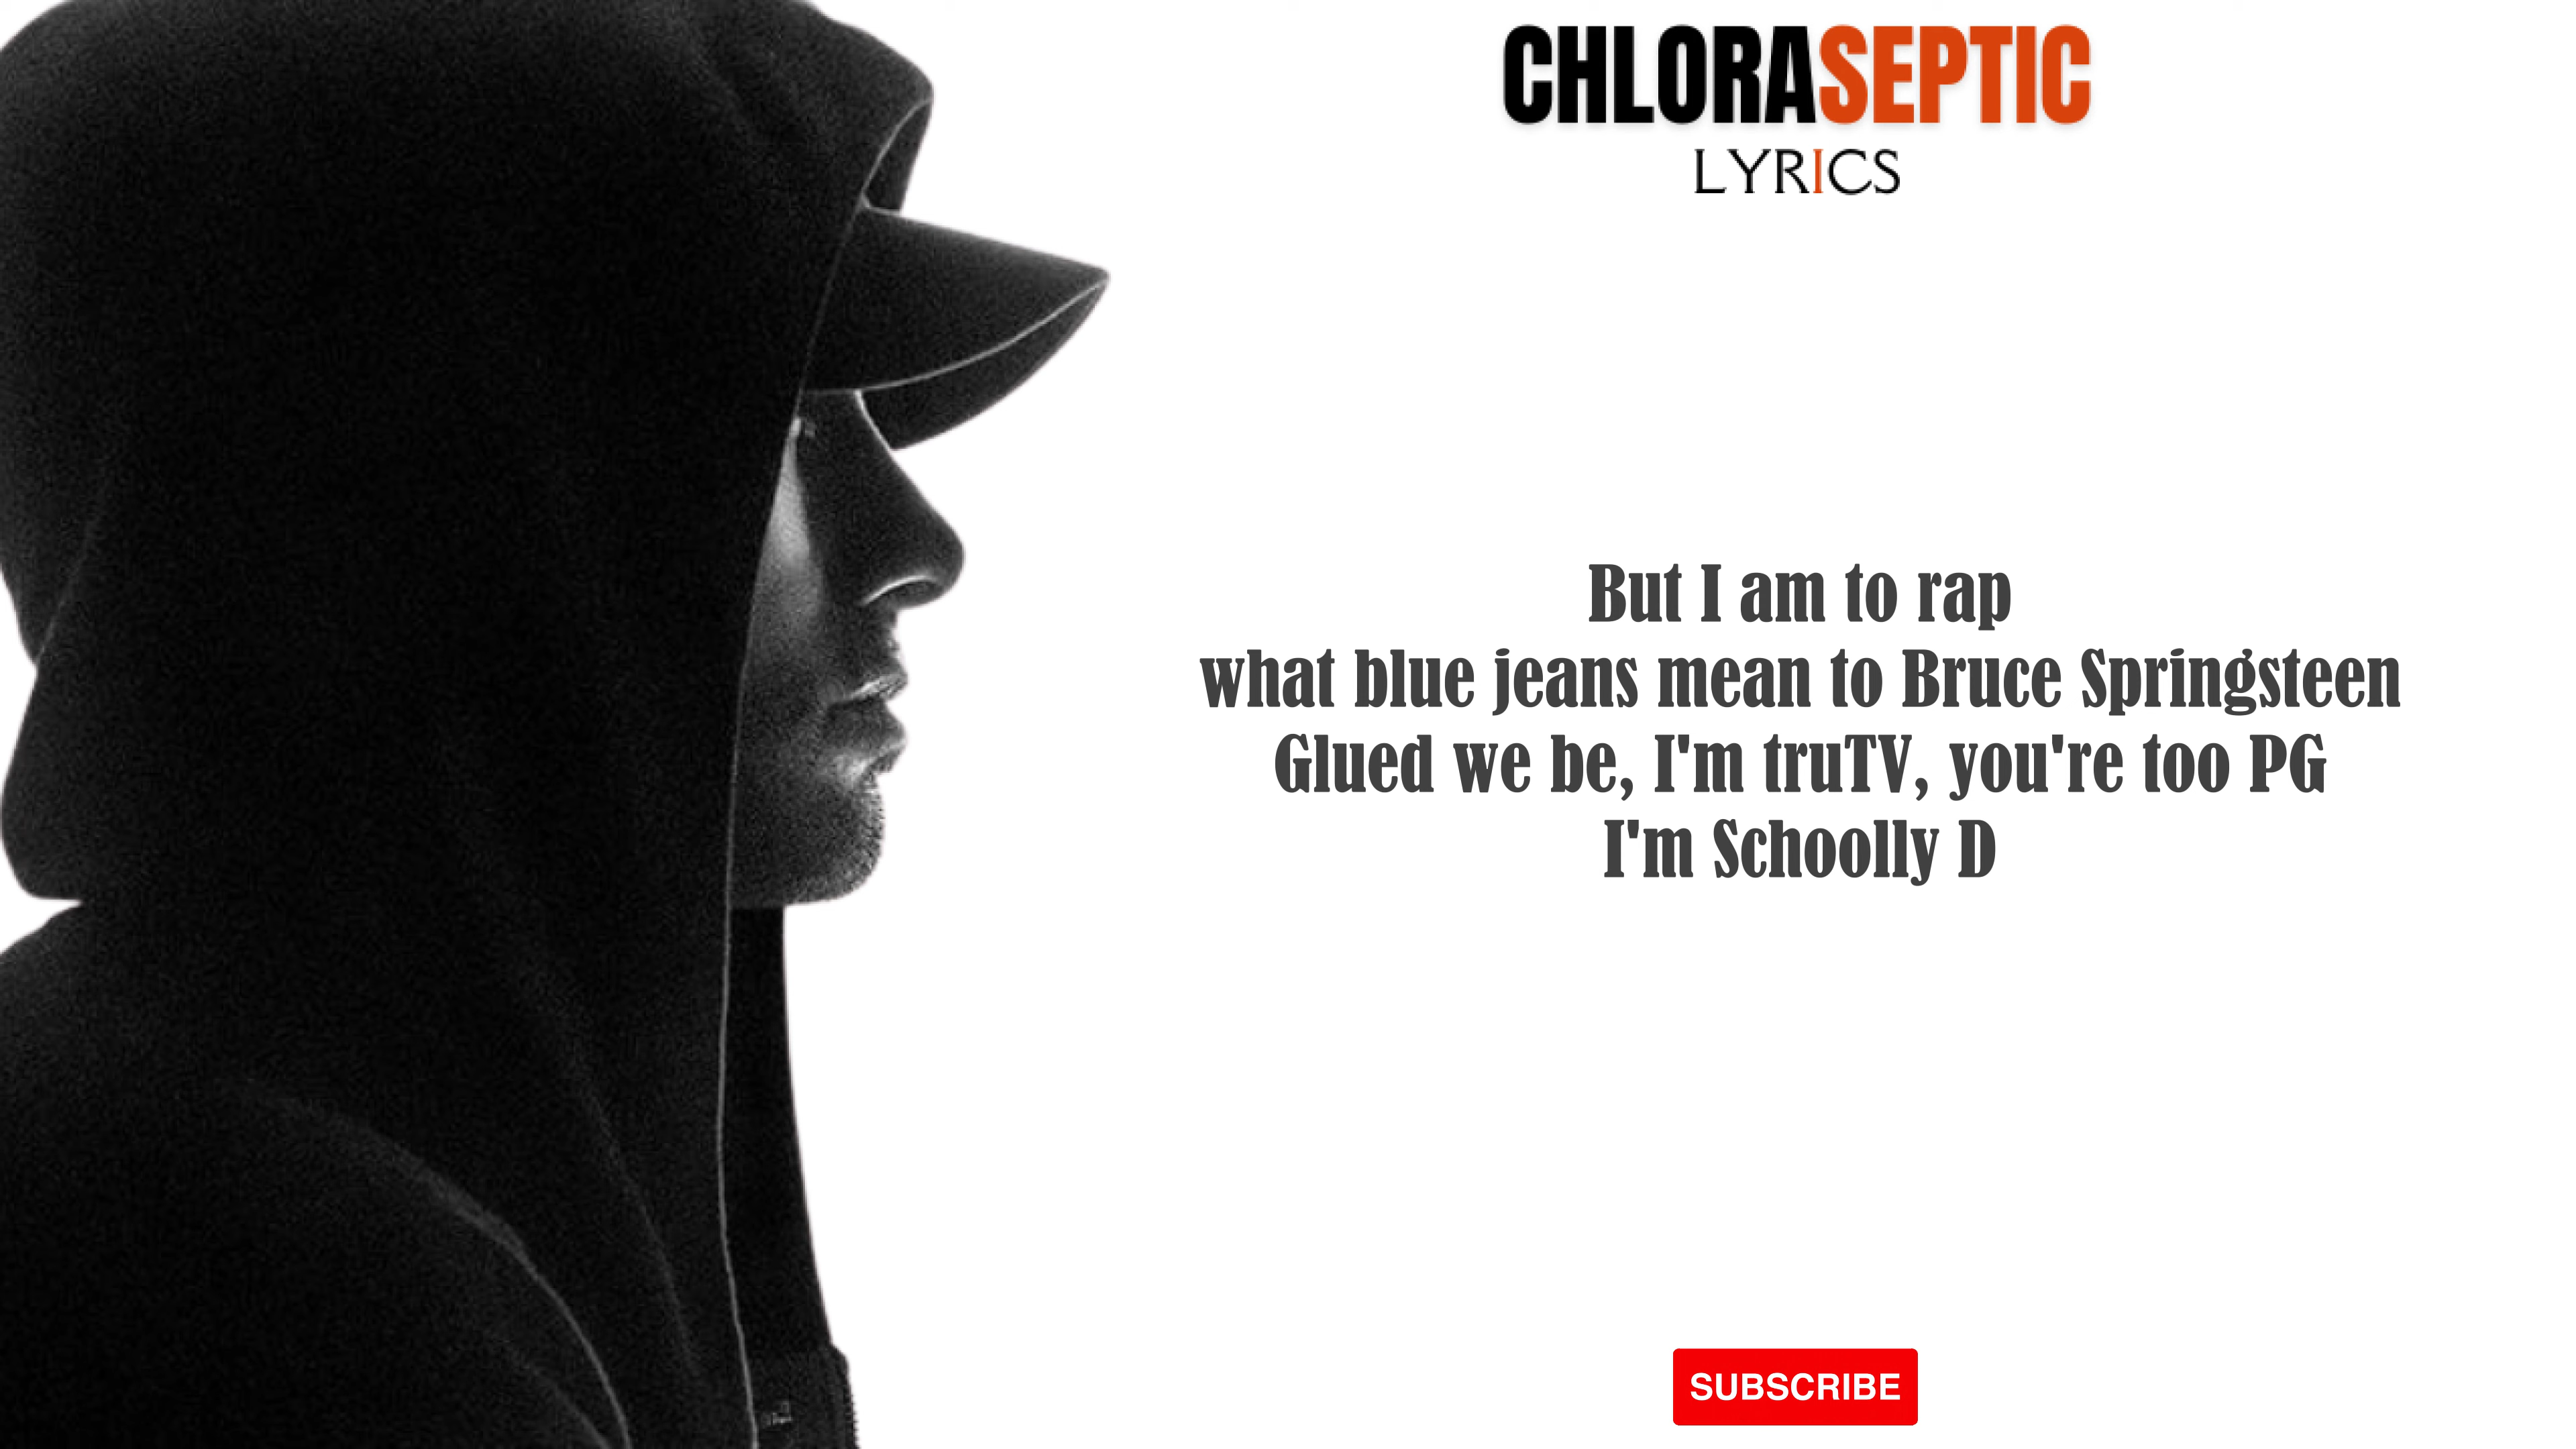 CHLORASEPTIC
LYRICS
But I am to rap
what blue jeans mean to Bruce Springsteen
Glued we be, I'm truTV, you're too PG
I'm Schoolly D
SUBSCRIBE